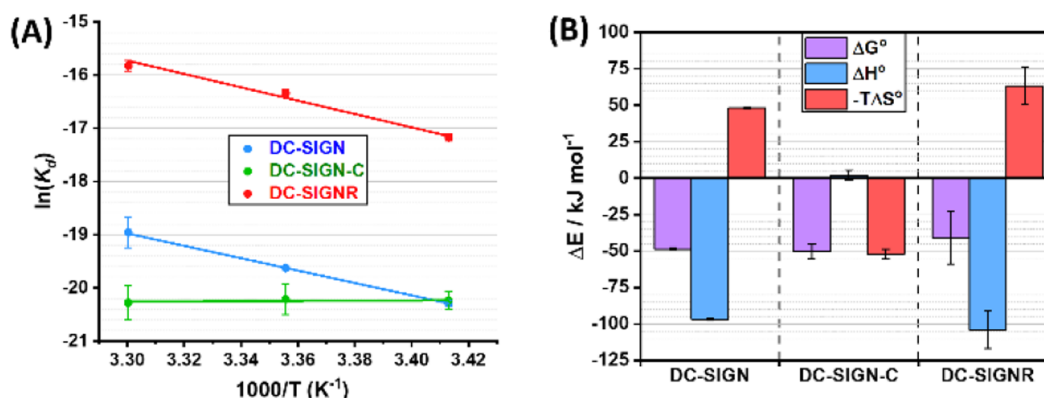 (A)
ln(K_d)
-15
-16
-17
-18
-19
-20
-21
DC-SIGN
DC-SIGN-C
DC-SIGNR
3.30 3.32 3.34 3.36 3.38 3.40 3.42
1000/T (K⁻¹)
(B)
ΔE / kJ mol⁻¹
100
75
50
25
0
-25
-50
-75
-100
-125
ΔG°
ΔH°
-TΔS°
DC-SIGN DC-SIGN-C DC-SIGNR